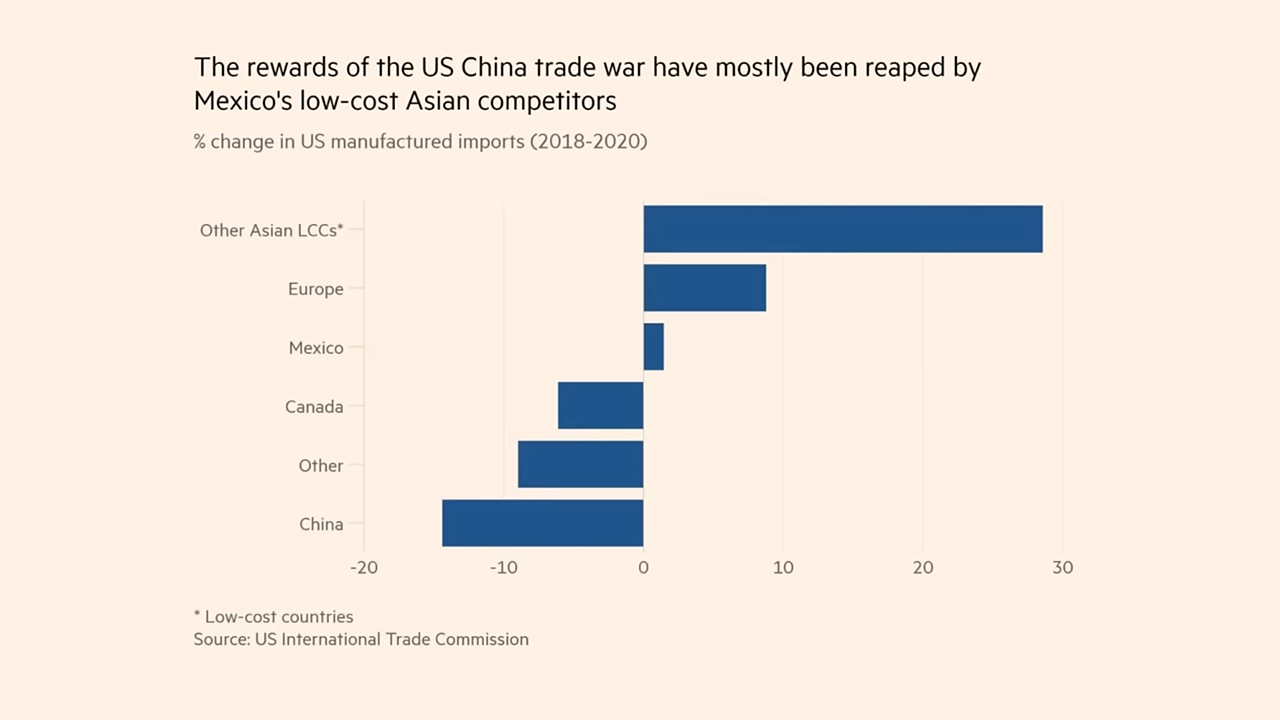 The rewards of the US China trade war have mostly been reaped by
Mexico's low-cost Asian competitors
% change in US manufactured imports (2018-2020)
Other Asian LCCs*
Europe
Mexico
Canada
Other
China
-20 -10 0 10 20 30
* Low-cost countries
Source: US International Trade Commission